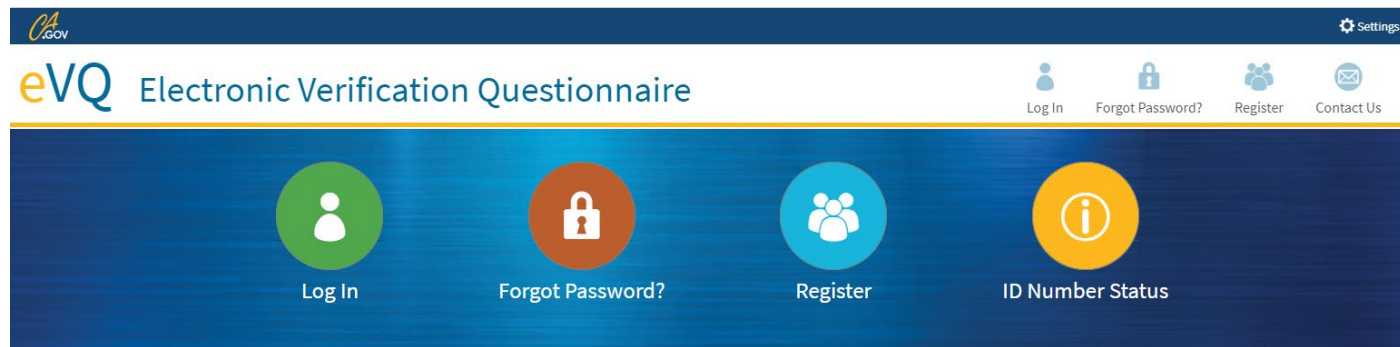 CA.GOV
Settings
eVQ Electronic Verification Questionnaire
Log In Forgot Password? Register Contact Us
Log In Forgot Password? Register ID Number Status